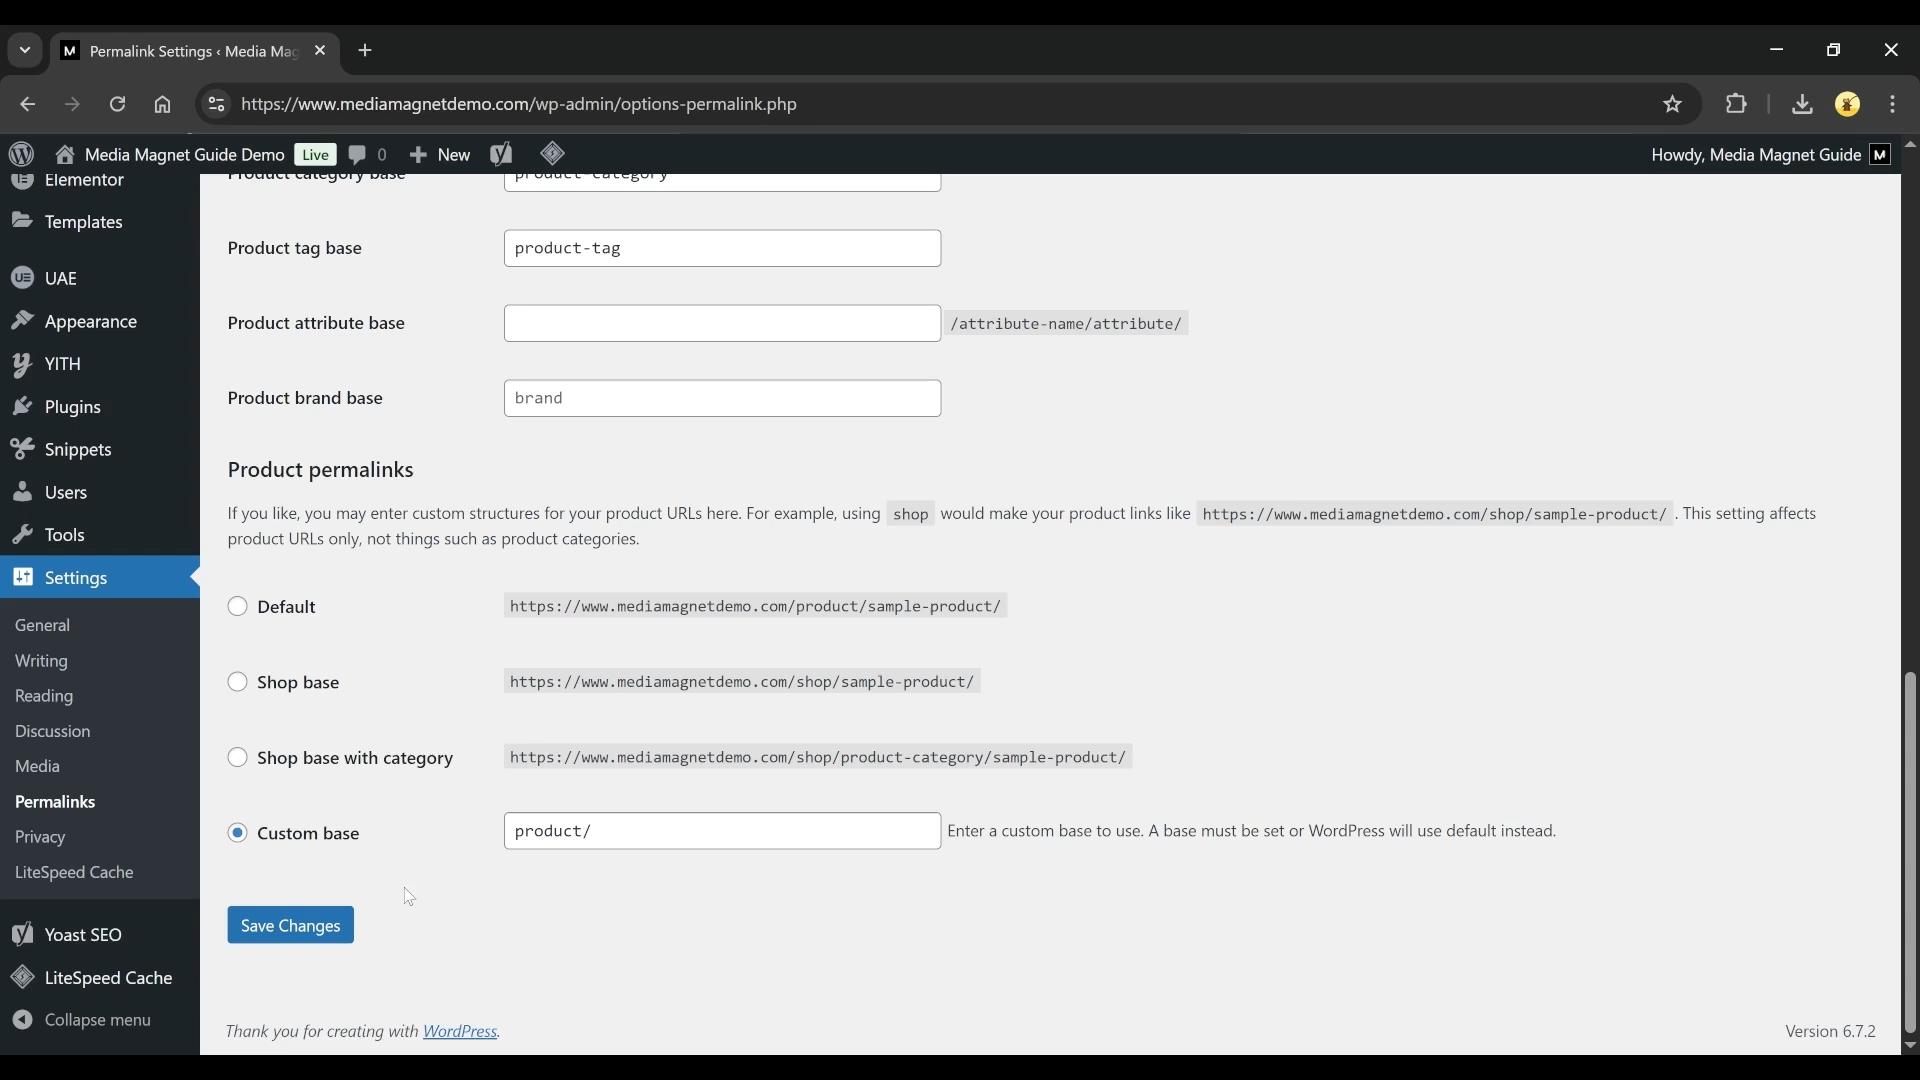 Permalink Settings ‹ Media Mag
https://www.mediamagnetdemo.com/wp-admin/options-permalink.php
Media Magnet Guide Demo Live 0 New
Howdy, Media Magnet Guide
Elementor
Templates
UAE
Appearance
YITH
Plugins
Snippets
Users
Tools
Settings
General
Writing
Reading
Discussion
Media
Permalinks
Privacy
LiteSpeed Cache
Yoast SEO
LiteSpeed Cache
Collapse menu
Product category base product-category
Product tag base product-tag
Product attribute base /attribute-name/attribute/
Product brand base brand
Product permalinks
If you like, you may enter custom structures for your product URLs here. For example, using shop would make your product links like https://www.mediamagnetdemo.com/shop/sample-product/ . This setting affects
product URLs only, not things such as product categories.
Default https://www.mediamagnetdemo.com/product/sample-product/
Shop base https://www.mediamagnetdemo.com/shop/sample-product/
Shop base with category https://www.mediamagnetdemo.com/shop/product-category/sample-product/
Custom base product/ Enter a custom base to use. A base must be set or WordPress will use default instead.
Save Changes
Thank you for creating with WordPress.
Version 6.7.2